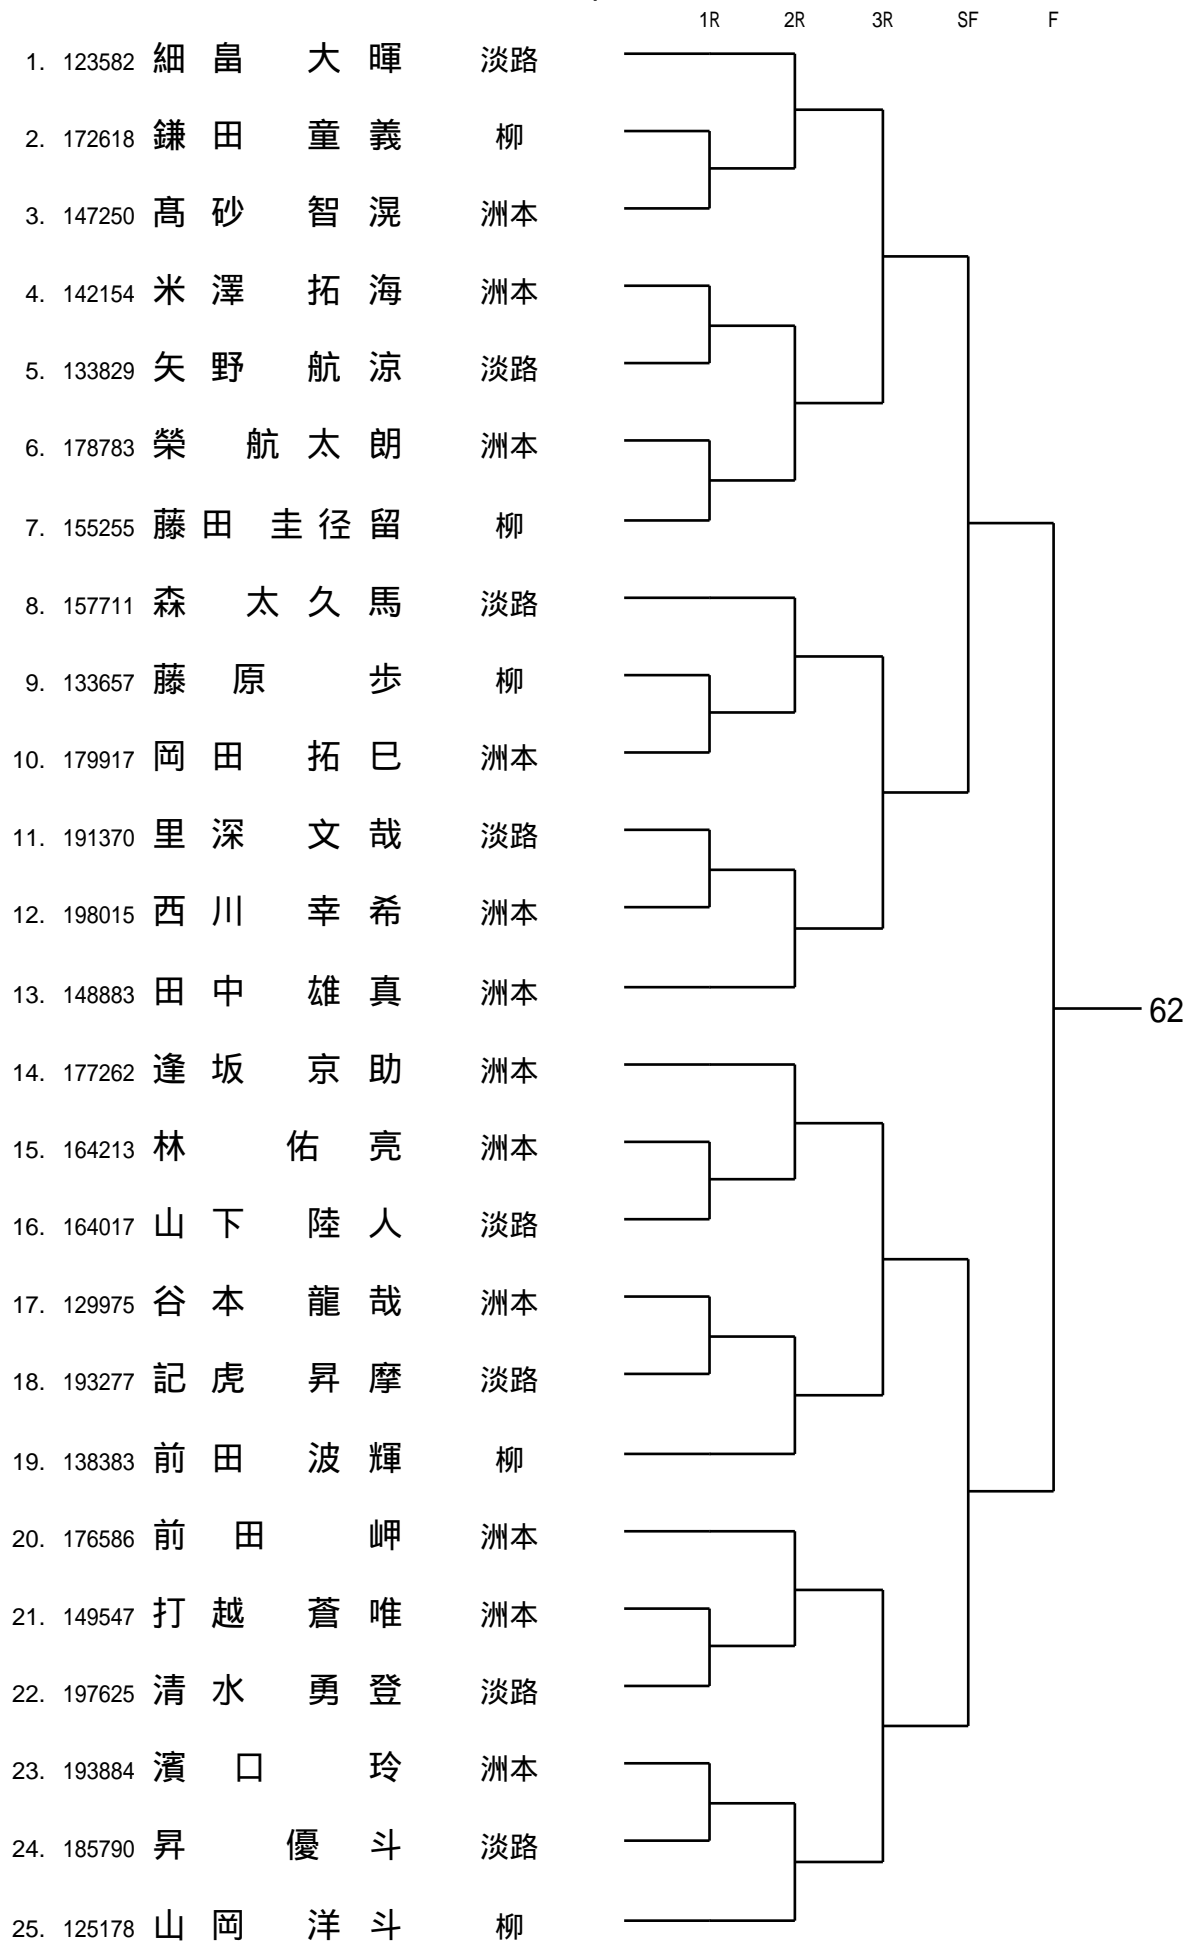 1R 2R 3R SF F
1. 123582 細畠 大暉 淡路
2. 172618 鎌田 童義 柳
3. 147250 髙砂 智滉 洲本
4. 142154 米澤 拓海 洲本
5. 133829 矢野 航涼 淡路
6. 178783 榮 航太朗 洲本
7. 155255 藤田 圭径留 柳
8. 157711 森 太久馬 淡路
9. 133657 藤原 歩 柳
10. 179917 岡田 拓巳 洲本
11. 191370 里深 文哉 淡路
12. 198015 西川 幸希 洲本
13. 148883 田中 雄真 洲本
62
14. 177262 逢坂 京助 洲本
15. 164213 林 佑亮 洲本
16. 164017 山下 陸人 淡路
17. 129975 谷本 龍哉 洲本
18. 193277 記虎 昇摩 淡路
19. 138383 前田 波輝 柳
20. 176586 前田 岬 洲本
21. 149547 打越 蒼唯 洲本
22. 197625 清水 勇登 淡路
23. 193884 濱口 玲 洲本
24. 185790 昇 優斗 淡路
25. 125178 山岡 洋斗 柳